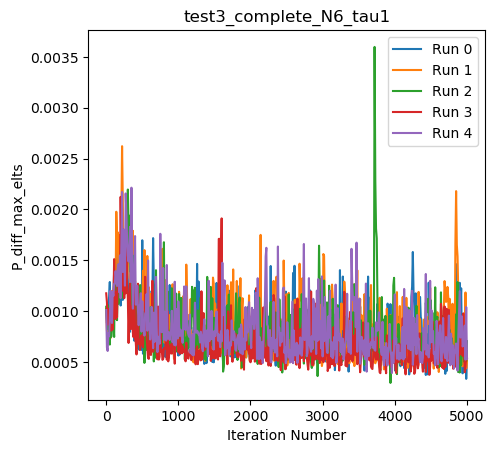 test3_complete_N6_tau1
P_diff_max_elts
0.0035
0.0030
0.0025
0.0020
0.0015
0.0010
0.0005
Run 0
Run 1
Run 2
Run 3
Run 4
0 1000 2000 3000 4000 5000
Iteration Number